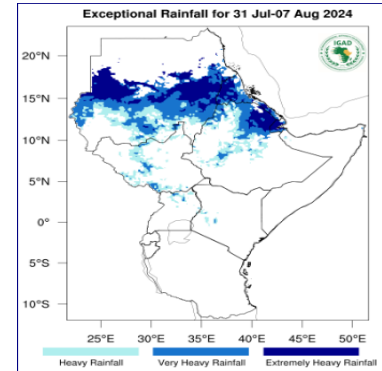 Exceptional Rainfall for 31 Jul-07 Aug 2024
IGAD
20°N
15°N
10°N
5°N
0°
5°S
10°S
25°E 30°E 35°E 40°E 45°E 50°E
Heavy Rainfall Very Heavy Rainfall Extremely Heavy Rainfall